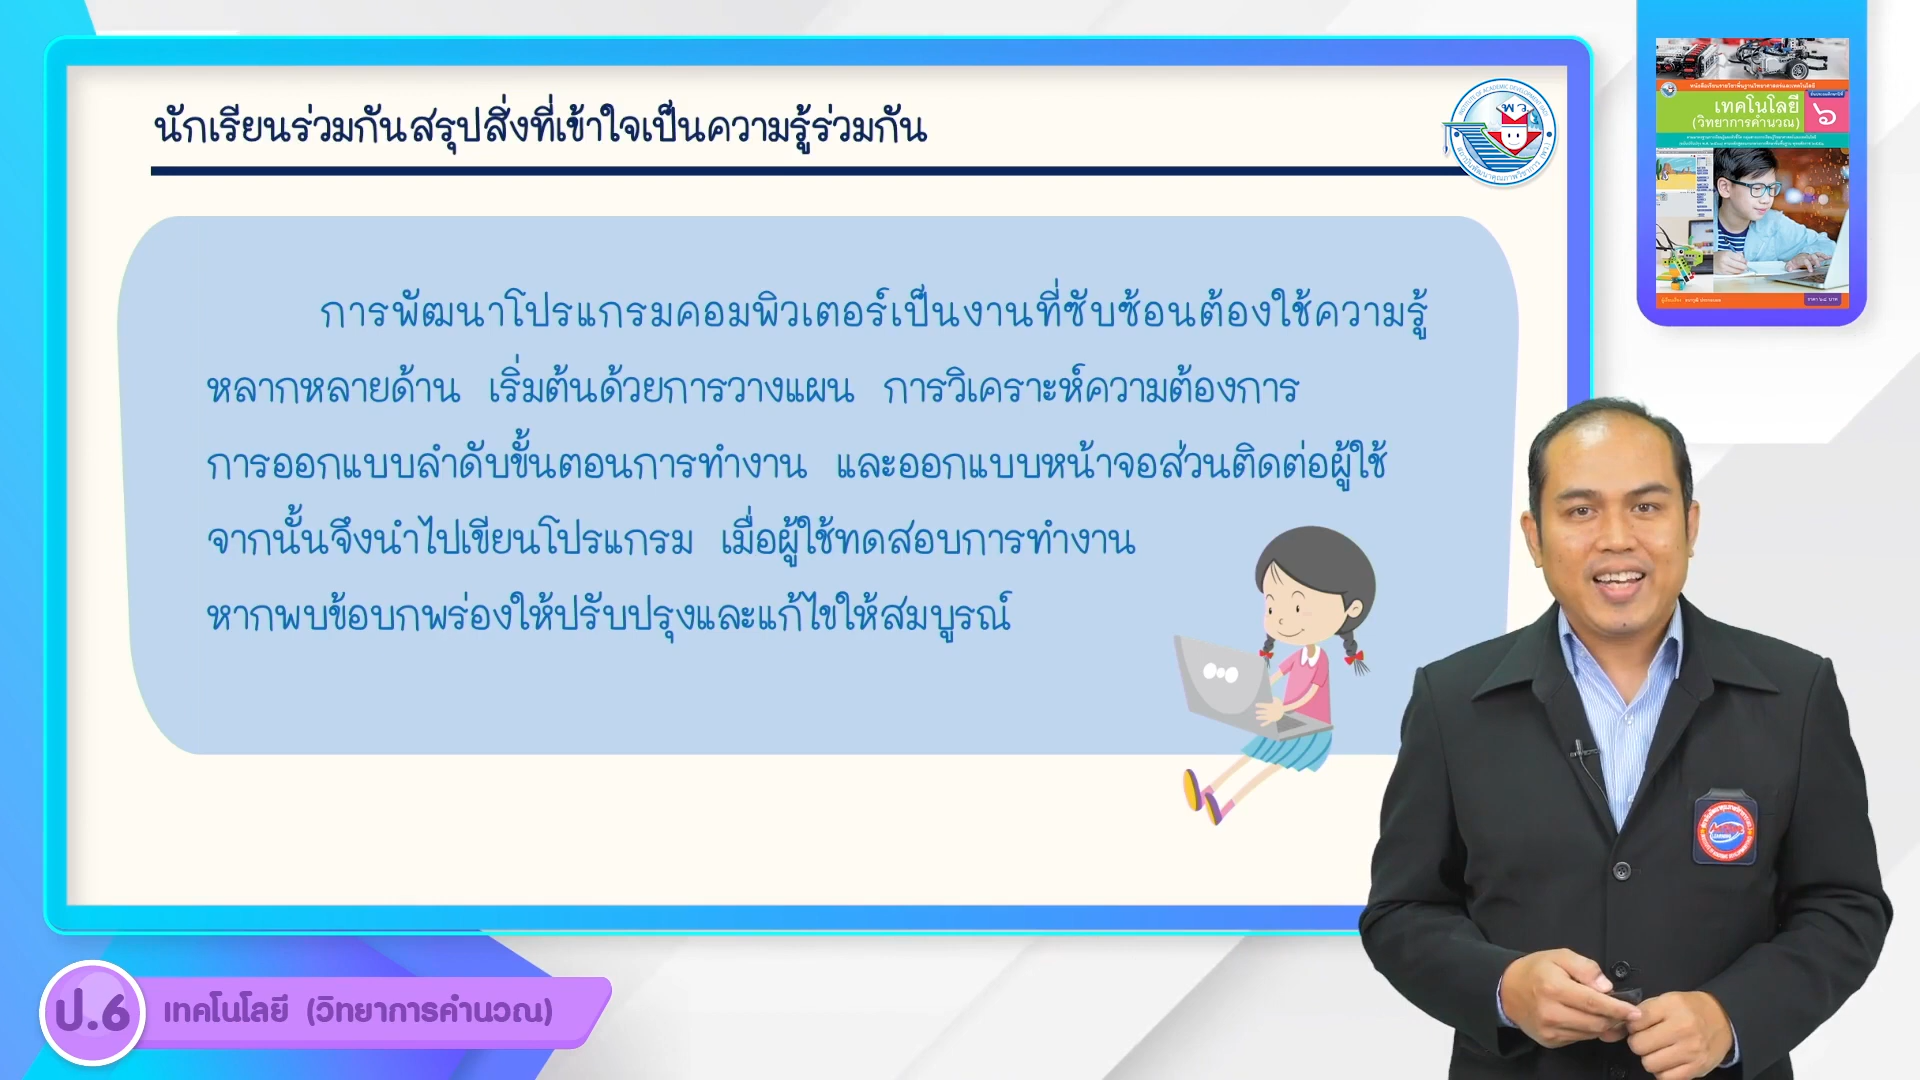 นักเรียนร่วมกันสรุปสิ่งที่เข้าใจเป็นความรู้ร่วมกัน
การพัฒนาโปรแกรมคอมพิวเตอร์เป็นงานที่ซับซ้อนต้องใช้ความรู้
หลากหลายด้าน เริ่มต้นด้วยการวางแผน การวิเคราะห์ความต้องการ
การออกแบบลำดับขั้นตอนการทำงาน และออกแบบหน้าจอส่วนติดต่อผู้ใช้
จากนั้นจึงนำไปเขียนโปรแกรม เมื่อผู้ใช้ทดสอบการทำงาน
หากพบข้อบกพร่องให้ปรับปรุงและแก้ไขให้สมบูรณ์
พว
เทคโนโลยี
(วิทยาการคำนวณ)
๖
ป.6
เทคโนโลยี (วิทยาการคำนวณ)